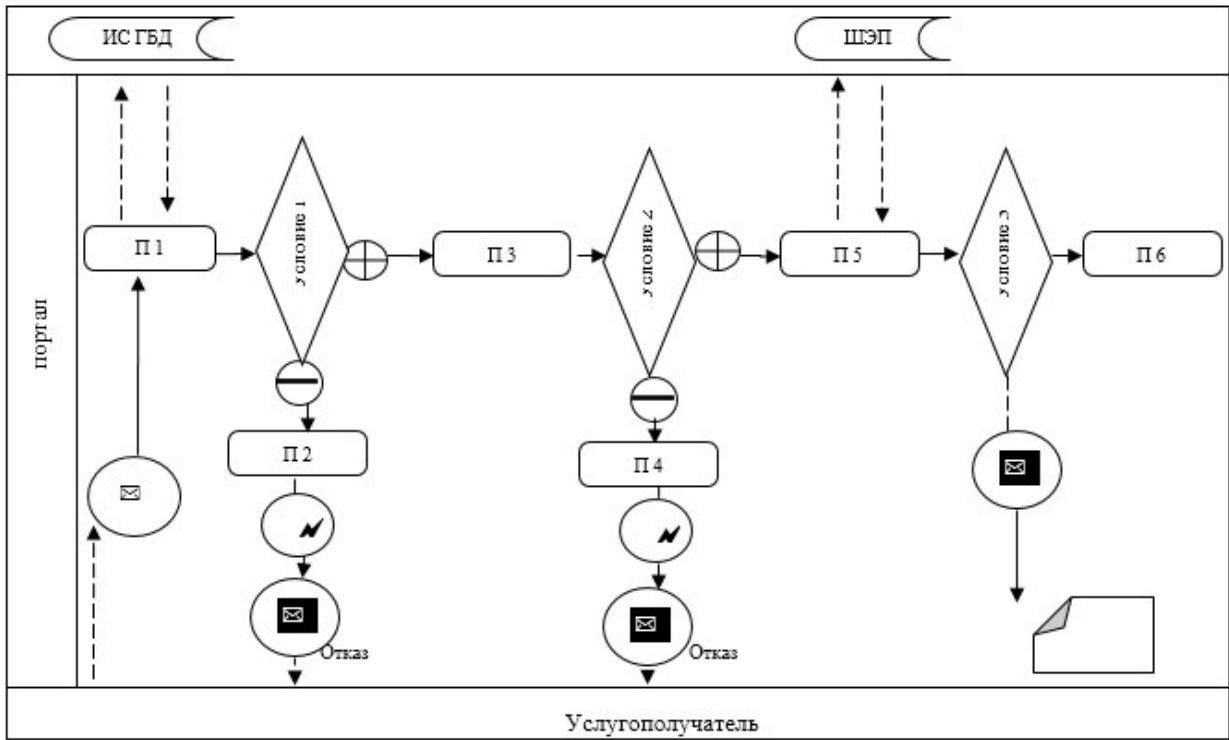 ИС ГБД
ШЭП
портал
П 1
условие 1
П 3
условие 2
П 5
условие 3
П 6
П 2
П 4
Отказ
Отказ
Услугополучатель